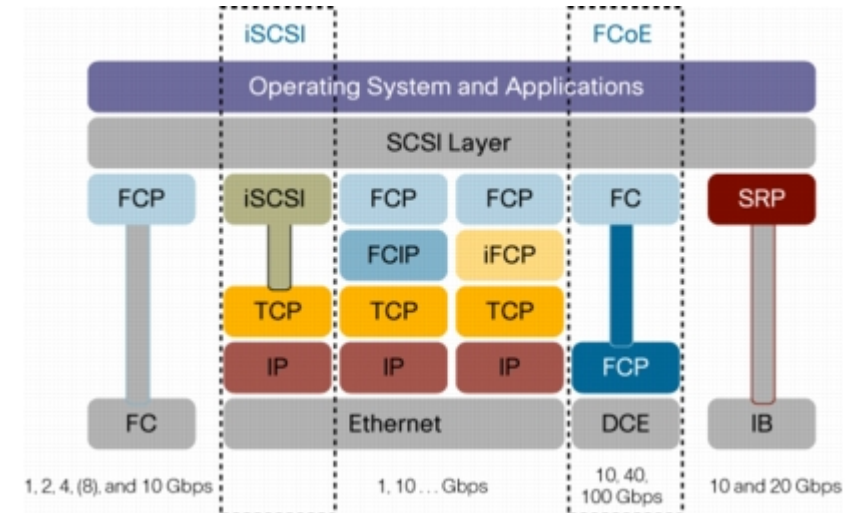 iSCSI FCoE
Operating System and Applications
SCSI Layer
FCP iSCSI FCP FCP FC SRP
FCIP iFCP
TCP TCP TCP
IP IP IP FCP
FC Ethernet DCE IB
1, 2, 4, (8), and 10 Gbps 1, 10 . . . Gbps 10, 40, 10 and 20 Gbps
100 Gbps